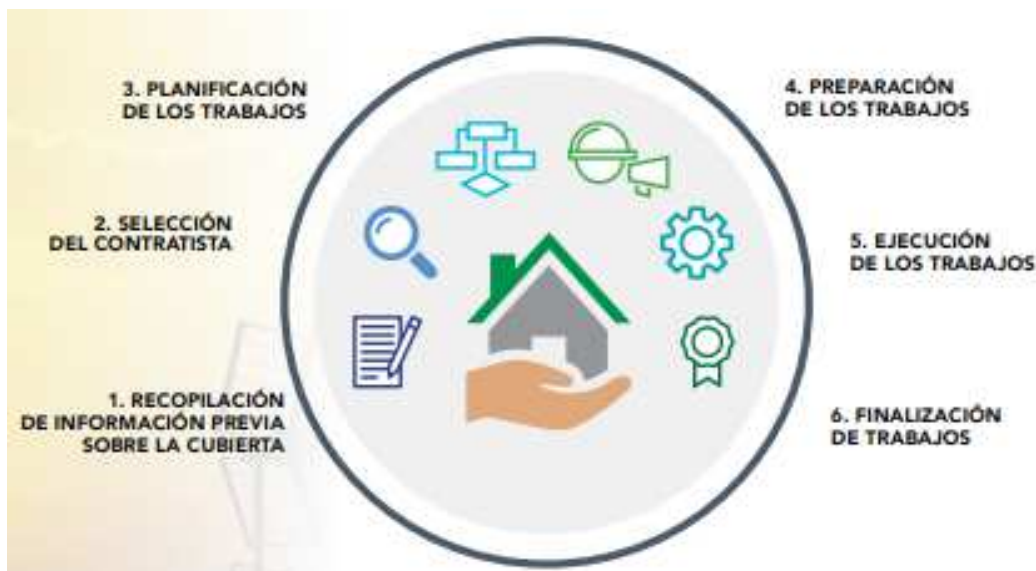 3. PLANIFICACIÓN
DE LOS TRABAJOS
4. PREPARACIÓN
DE LOS TRABAJOS
2. SELECCIÓN
DEL CONTRATISTA
5. EJECUCIÓN
DE LOS TRABAJOS
1. RECOPILACIÓN
DE INFORMACIÓN PREVIA
SOBRE LA CUBIERTA
6. FINALIZACIÓN
DE TRABAJOS